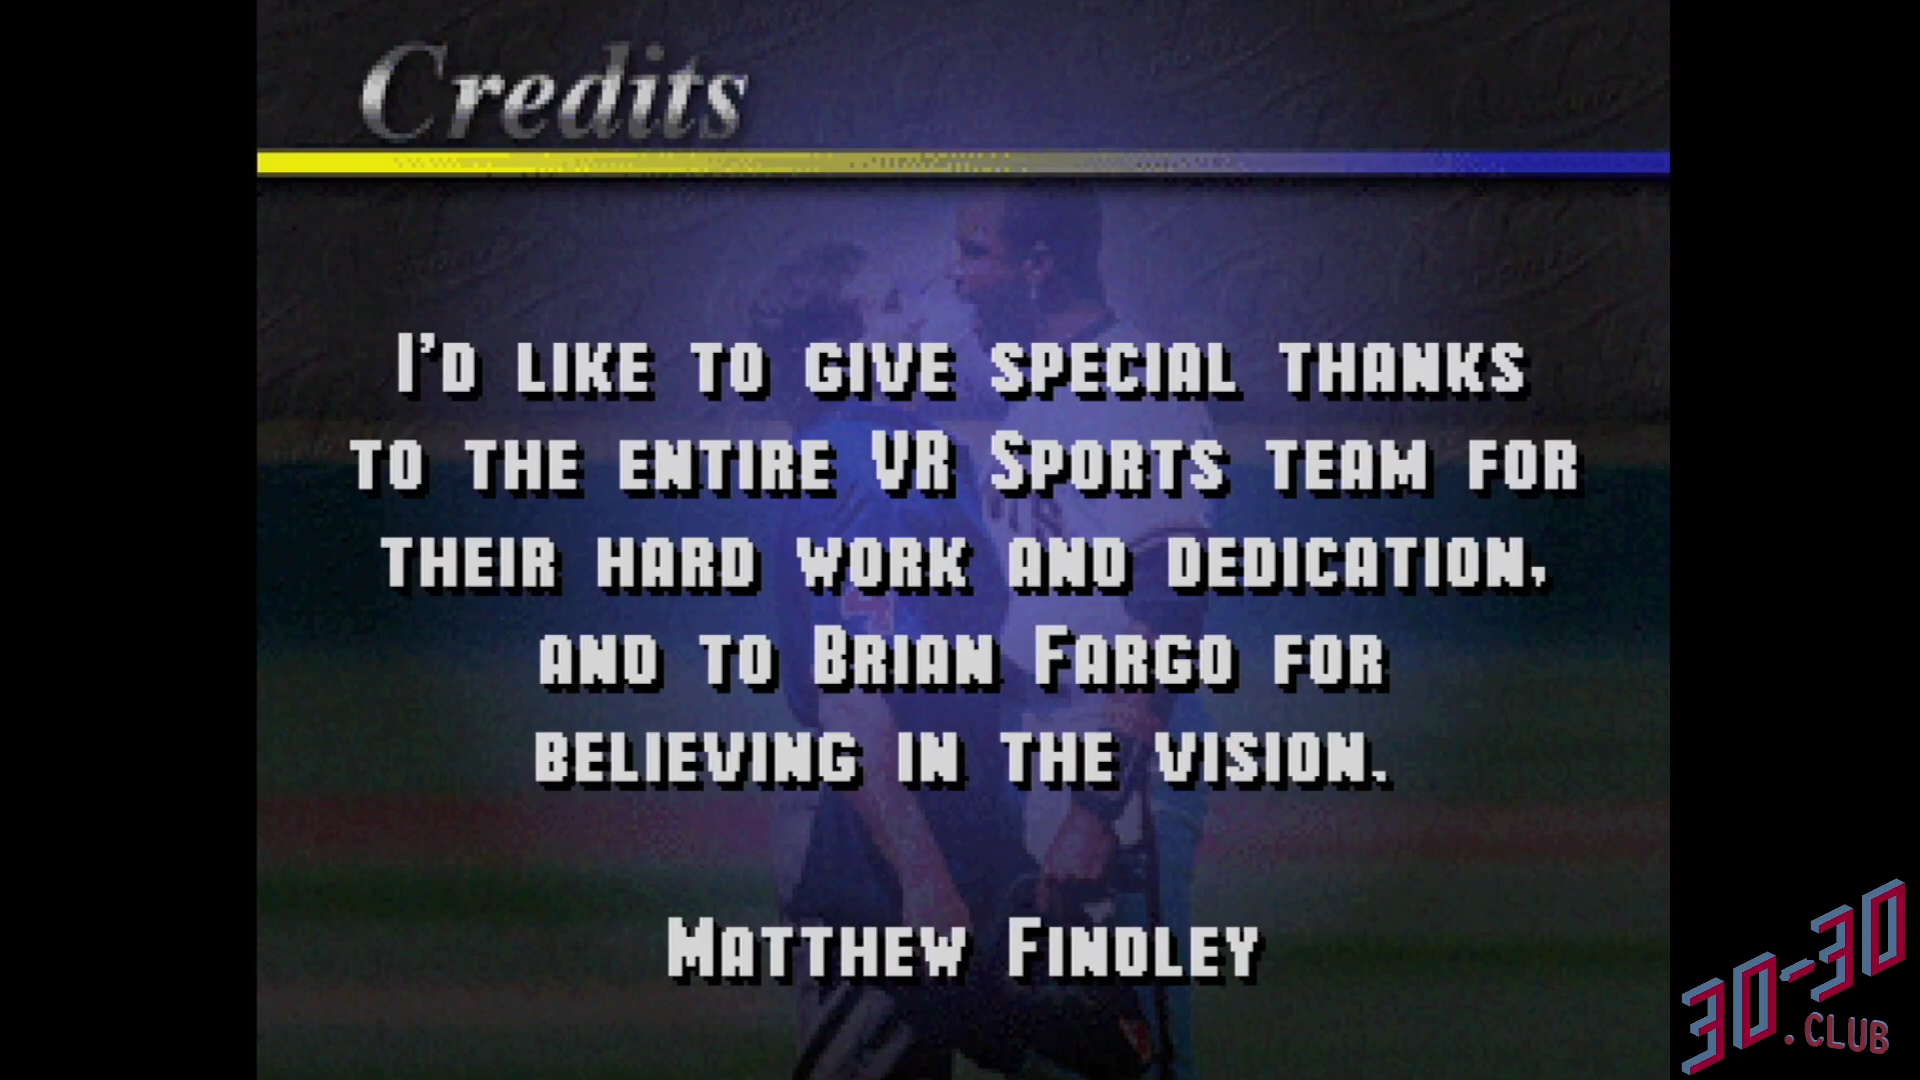 Credits
I'd like to give special thanks
to the entire VR Sports team for
their hard work and dedication,
and to Brian Fargo for
believing in the vision.
Matthew Findley
30-30
.CLUB